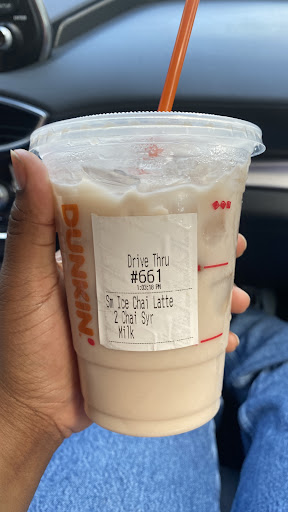 DUNKIN'
Drive Thru
#661
Sm Ice Chai Latte
2 Chai Syr
Milk